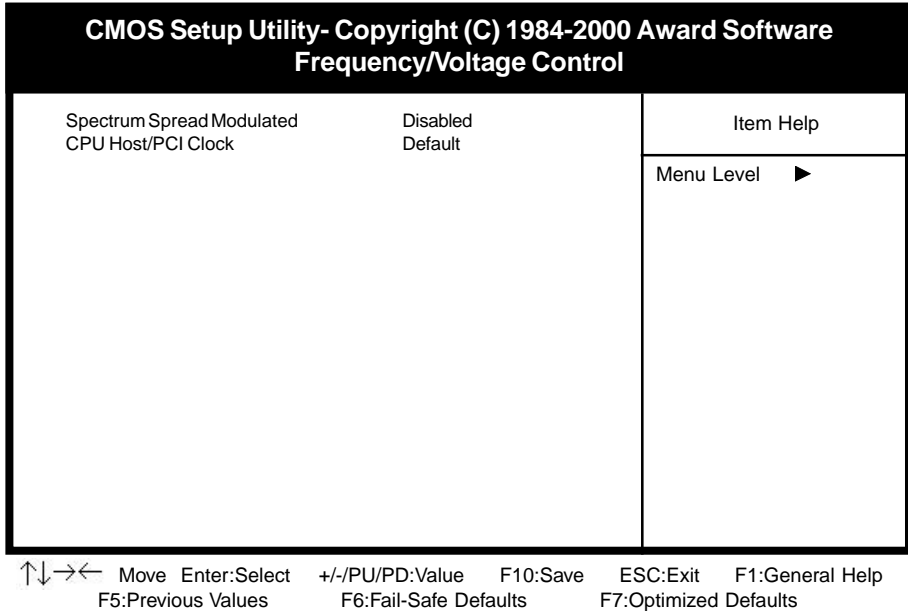 CMOS Setup Utility- Copyright (C) 1984-2000 Award Software
Frequency/Voltage Control
Spectrum Spread Modulated Disabled
CPU Host/PCI Clock Default
Item Help
Menu Level ►
↑↓→← Move Enter:Select +/-/PU/PD:Value F10:Save ESC:Exit F1:General Help
F5:Previous Values F6:Fail-Safe Defaults F7:Optimized Defaults